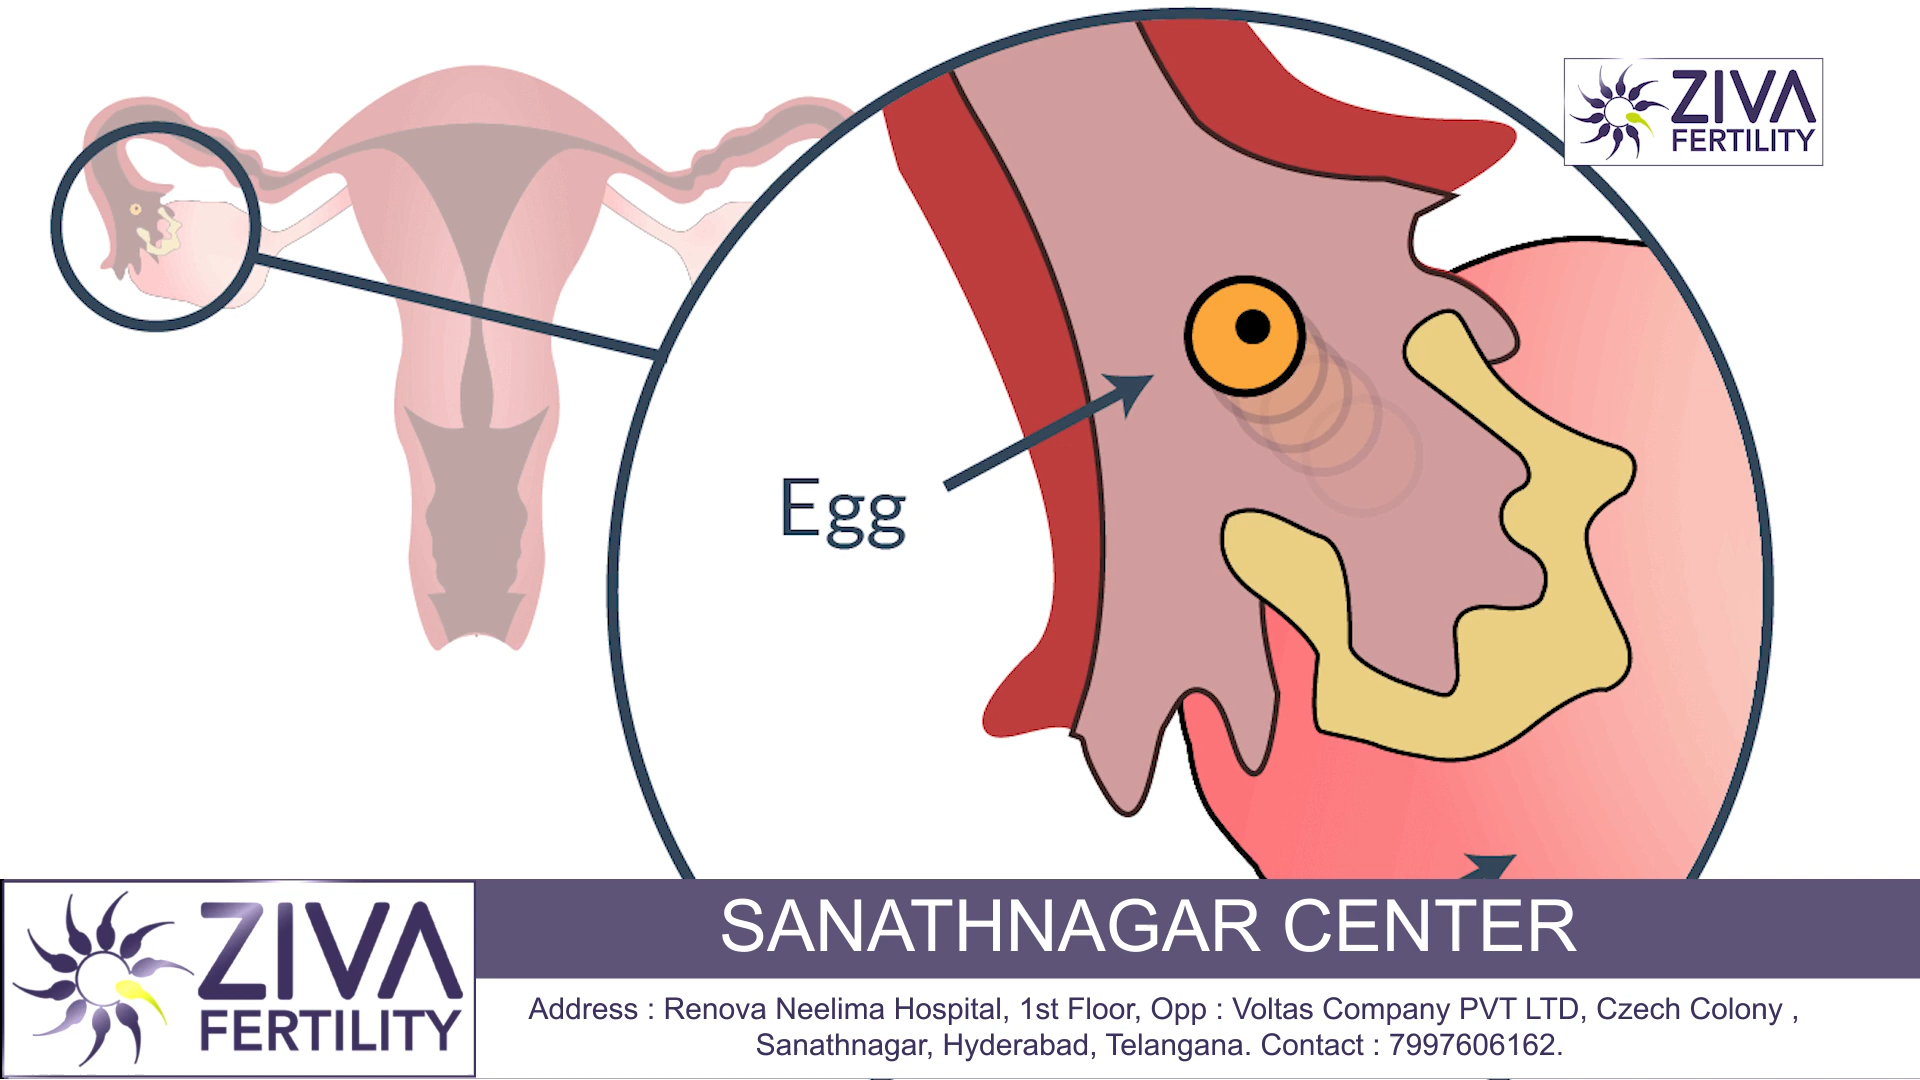 ZIVA
FERTILITY
Egg
ZIVA
FERTILITY
SANATHNAGAR CENTER
Address : Renova Neelima Hospital, 1st Floor, Opp : Voltas Company PVT LTD, Czech Colony ,
Sanathnagar, Hyderabad, Telangana. Contact : 7997606162.